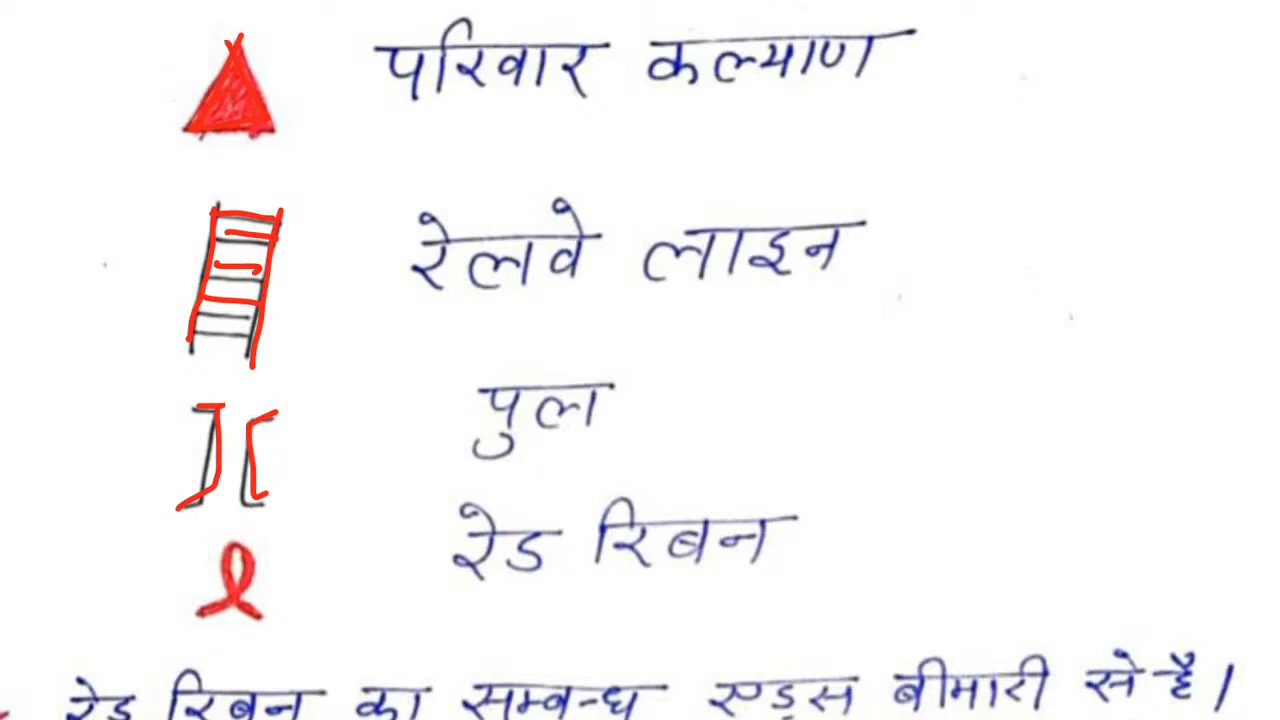 परिवार कल्याण
रेलवे लाइन
पुल
रेड रिबन
रेड रिबन का सम्बन्ध एड्स बीमारी से है।